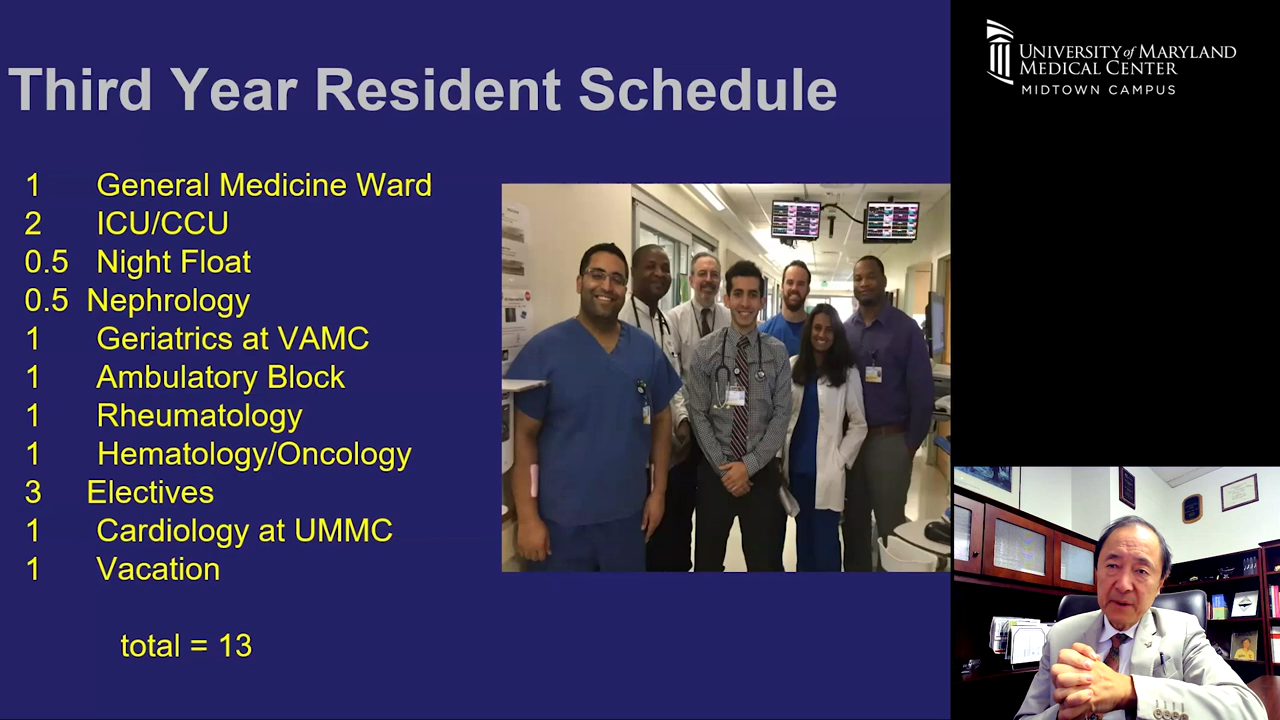 Third Year Resident Schedule
1 General Medicine Ward
2 ICU/CCU
0.5 Night Float
0.5 Nephrology
1 Geriatrics at VAMC
1 Ambulatory Block
1 Rheumatology
1 Hematology/Oncology
3 Electives
1 Cardiology at UMMC
1 Vacation
total = 13
UNIVERSITY of MARYLAND
MEDICAL CENTER
MIDTOWN CAMPUS